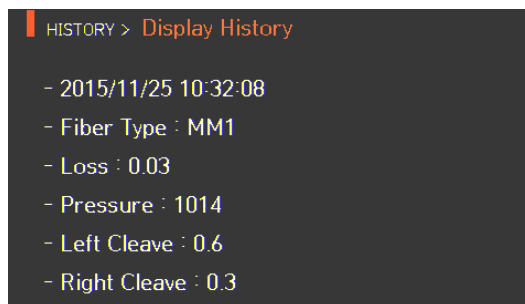 HISTORY > Display History
- 2015/11/25 10:32:08
- Fiber Type : MM1
- Loss : 0.03
- Pressure : 1014
- Left Cleave : 0.6
- Right Cleave : 0.3